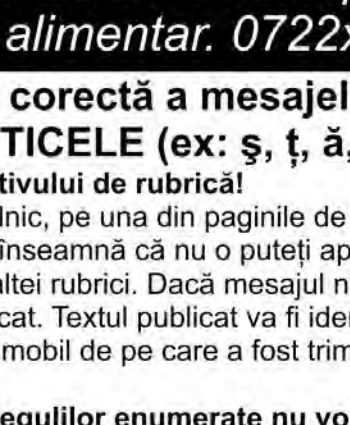 alimentar. 0722x
corectă a mesajel
TICELE (ex: ş, ţ, ă,
tivului de rubrică!
lnic, pe una din paginile de
înseamnă că nu o puteţi ap
altei rubrici. Dacă mesajul n
cat. Textul publicat va fi ider
mobil de pe care a fost trim
egulilor enumerate nu vo